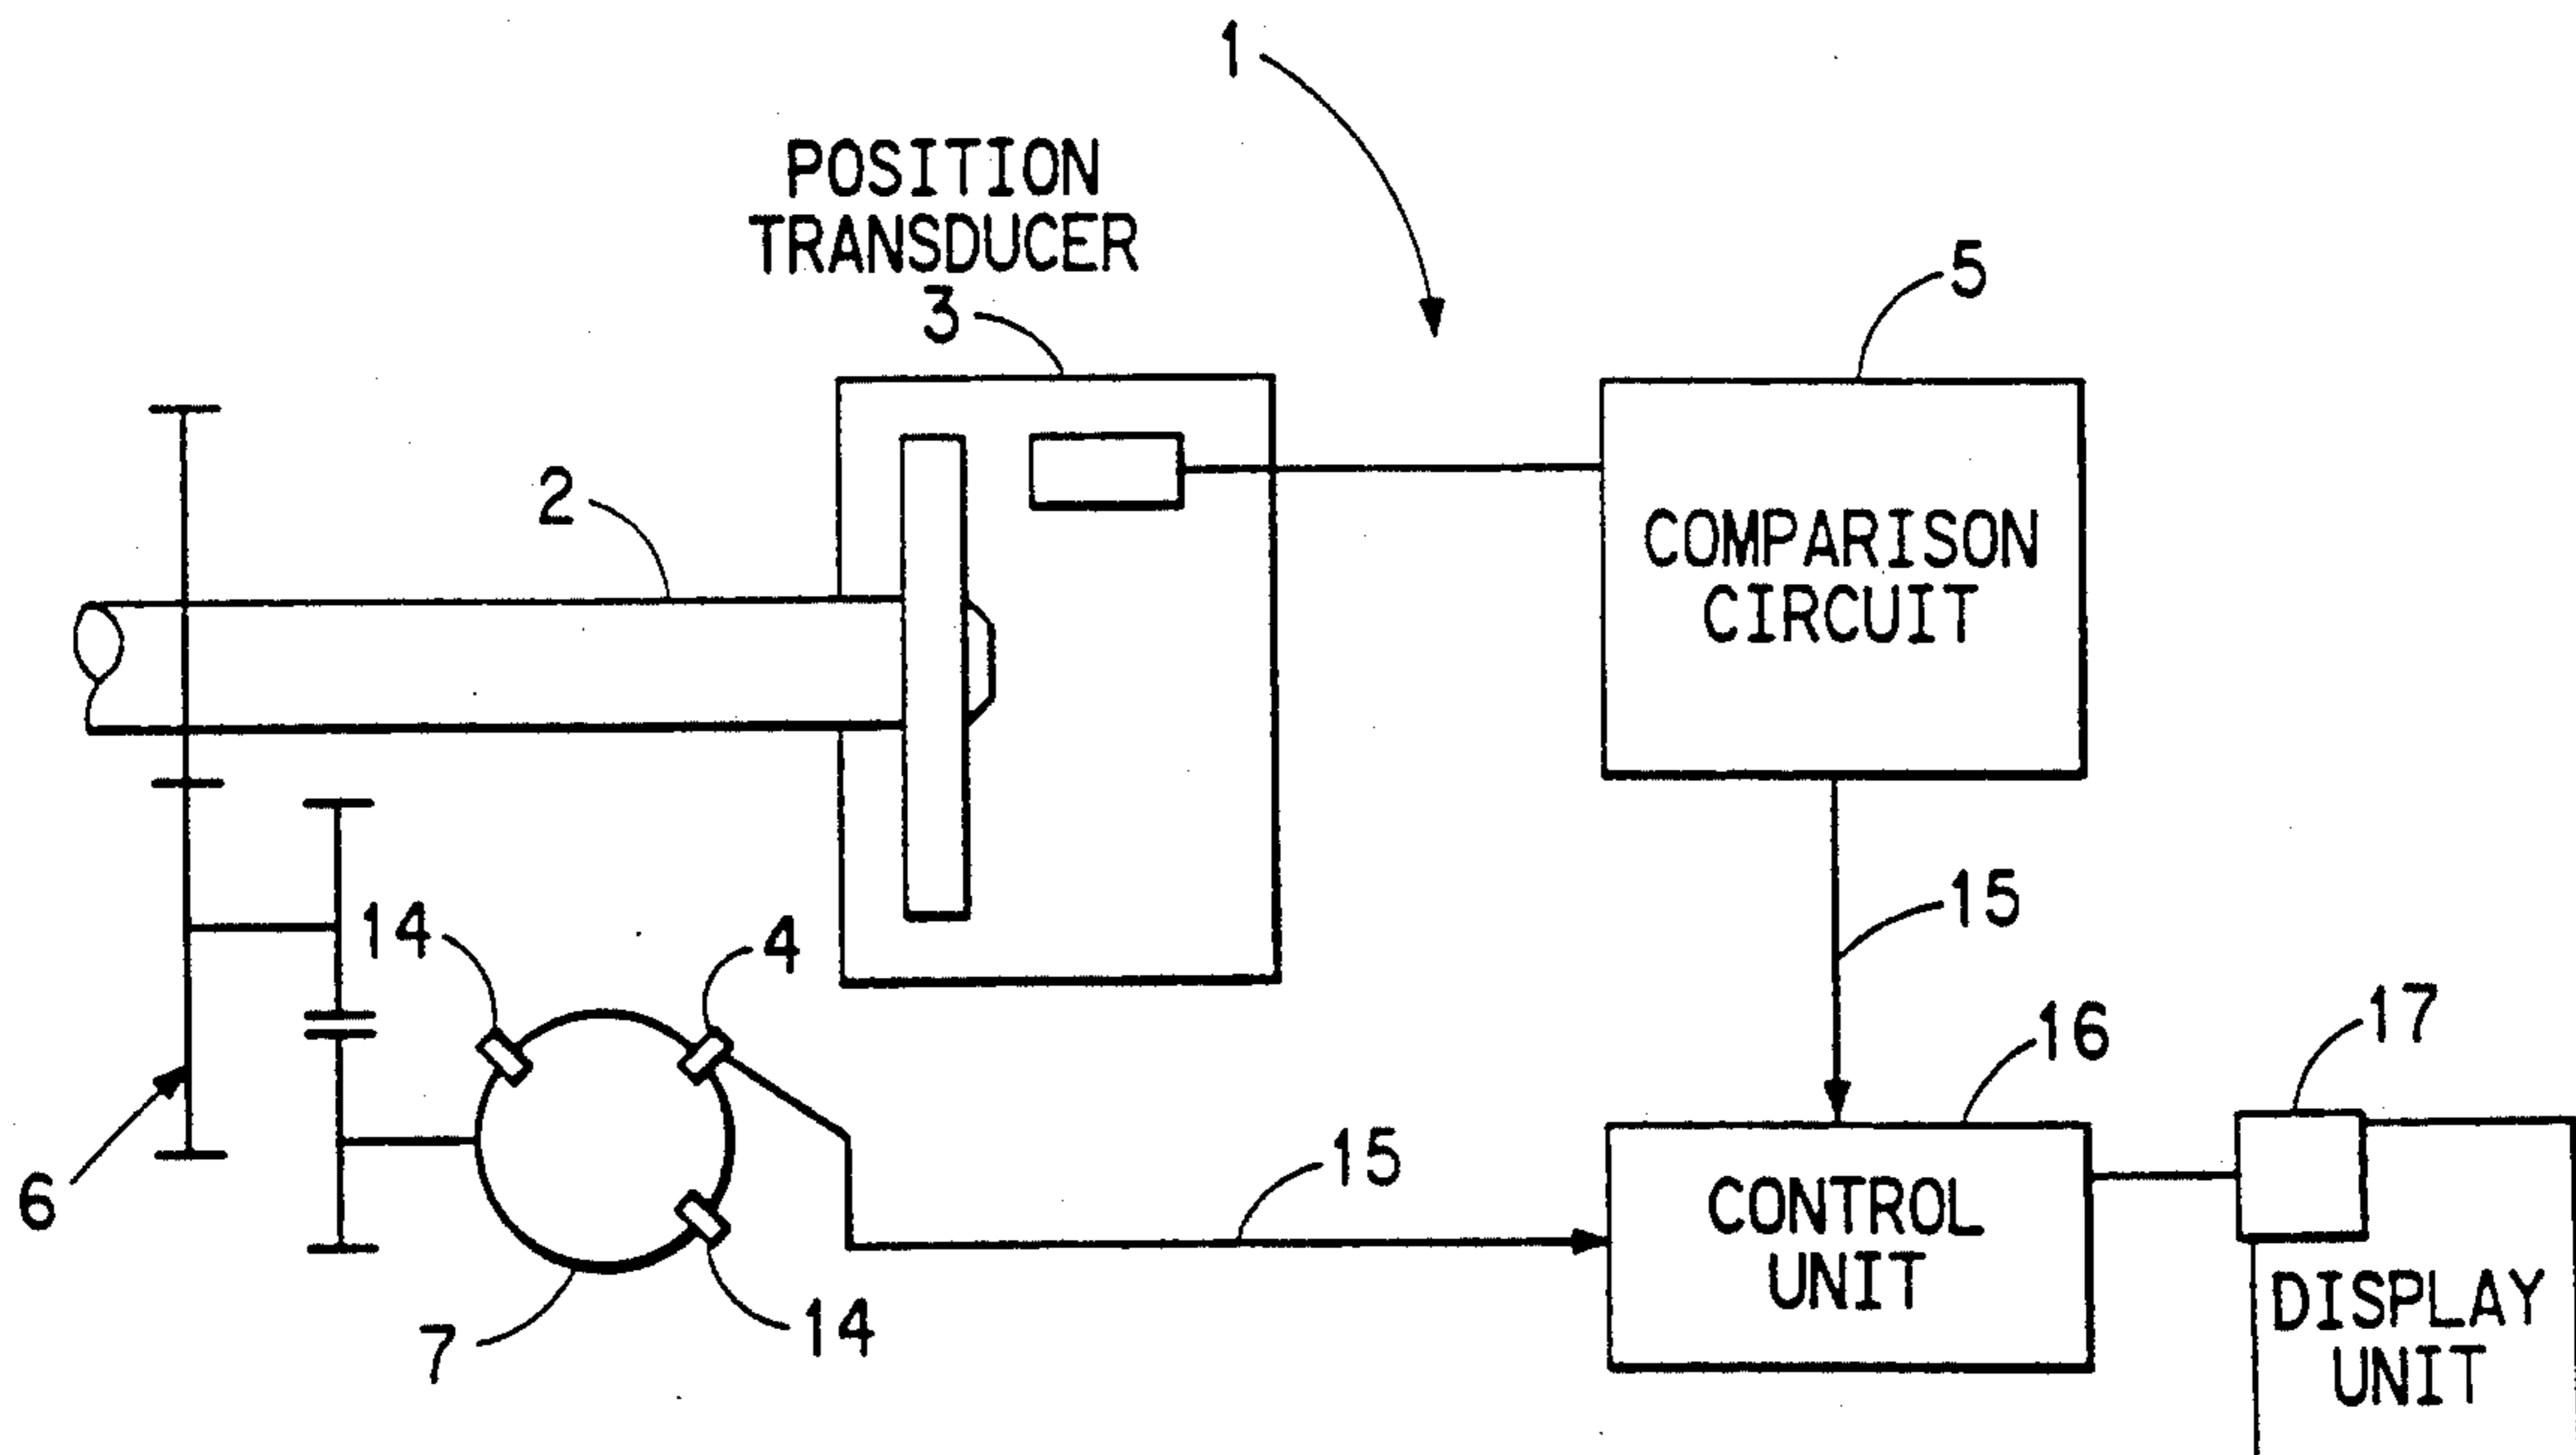 1
POSITION
TRANSDUCER
3
5
2
COMPARISON
CIRCUIT
15
14
4
16
17
6
15
CONTROL
UNIT
7
14
DISPLAY
UNIT